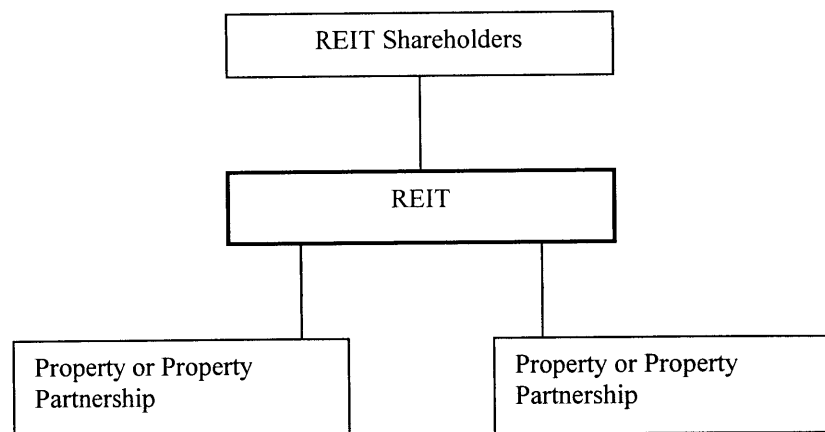 REIT Shareholders
REIT
Property or Property
Partnership
Property or Property
Partnership